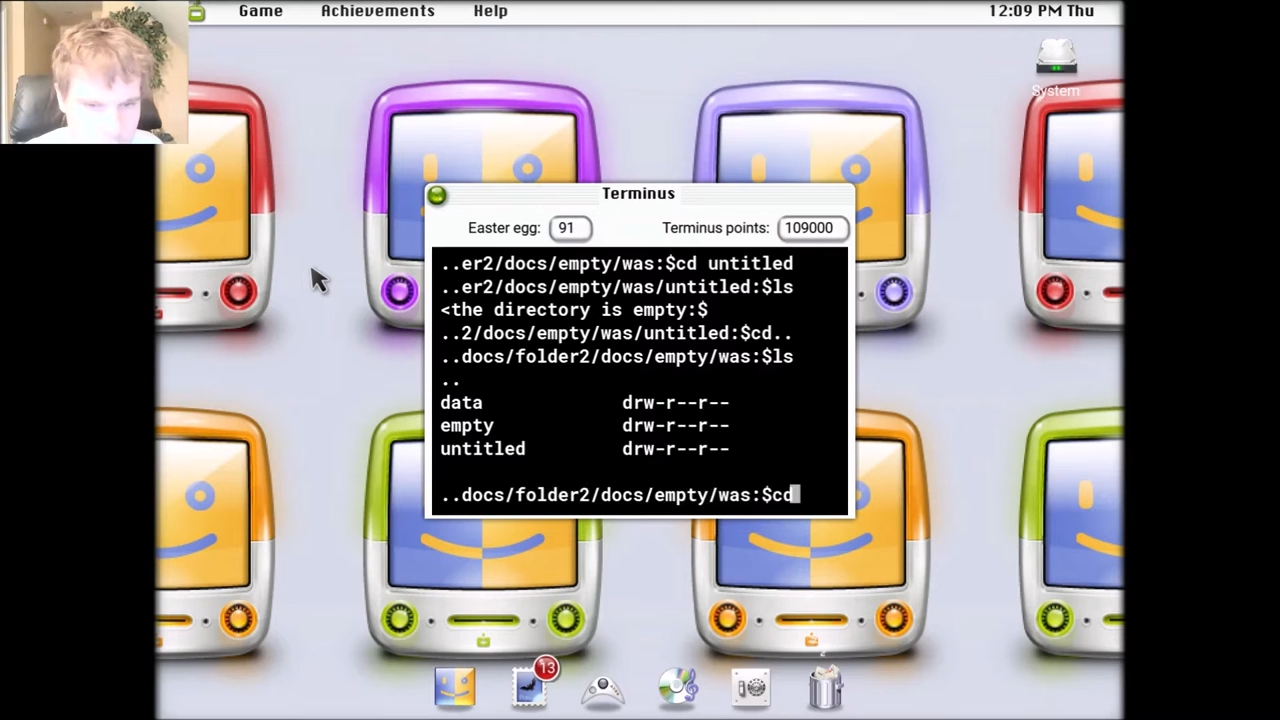 Game Achievements Help 12:09 PM Thu
System
Terminus
Easter egg: 91 Terminus points: 109000
..er2/docs/empty/was:$cd untitled
..er2/docs/empty/was/untitled:$ls
<the directory is empty:$
..2/docs/empty/was/untitled:$cd..
..docs/folder2/docs/empty/was:$ls
..
data drw-r--r--
empty drw-r--r--
untitled drw-r--r--
..docs/folder2/docs/empty/was:$cd
13